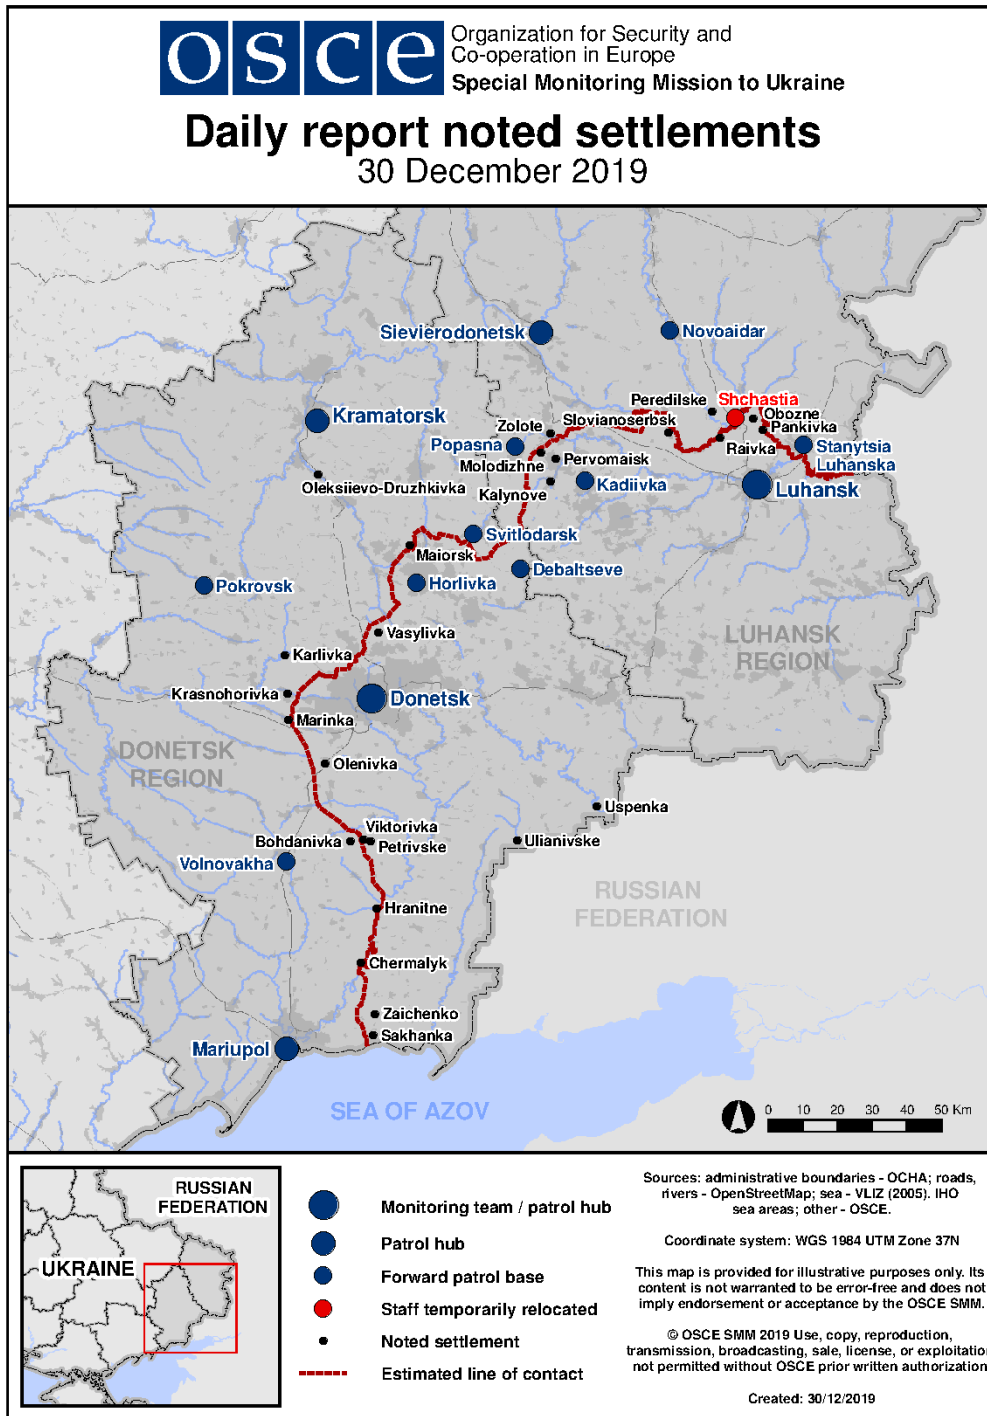 osce
Organization for Security and
Co-operation in Europe
Special Monitoring Mission to Ukraine
Daily report noted settlements
30 December 2019
Sievierodonetsk
Novoaidar
Kramatorsk
Peredilske
Shchastia
Obozne
Pankivka
Slovianoserbsk
Zolote
Popasna
Raivka
Stanytsia
Luhanska
Molodizhne
Pervomaisk
Oleksiievo-Druzhkivka
Kalynove
Kadiivka
Luhansk
Svitlodarsk
Maiorsk
Debaltseve
Horlivka
Pokrovsk
Vasylivka
LUHANSK
REGION
Karlivka
Krasnohorivka
Donetsk
Marinka
DONETSK
REGION
Olenivka
Uspenka
Viktorivka
Bohdanivka
Petrivske
Ulianivske
Volnovakha
RUSSIAN
FEDERATION
Hranitne
Chermalyk
Zaichenko
Sakhanka
Mariupol
SEA OF AZOV
0 10 20 30 40 50 Km
RUSSIAN
FEDERATION
UKRAINE
Monitoring team / patrol hub
Patrol hub
Forward patrol base
Staff temporarily relocated
Noted settlement
Estimated line of contact
Sources: administrative boundaries - OCHA; roads,
rivers - OpenStreetMap; sea - VLIZ (2005). IHO
sea areas; other - OSCE.
Coordinate system: WGS 1984 UTM Zone 37N
This map is provided for illustrative purposes only. Its
content is not warranted to be error-free and does not
imply endorsement or acceptance by the OSCE SMM.
© OSCE SMM 2019 Use, copy, reproduction,
transmission, broadcasting, sale, license, or exploitation
not permitted without OSCE prior written authorization
Created: 30/12/2019